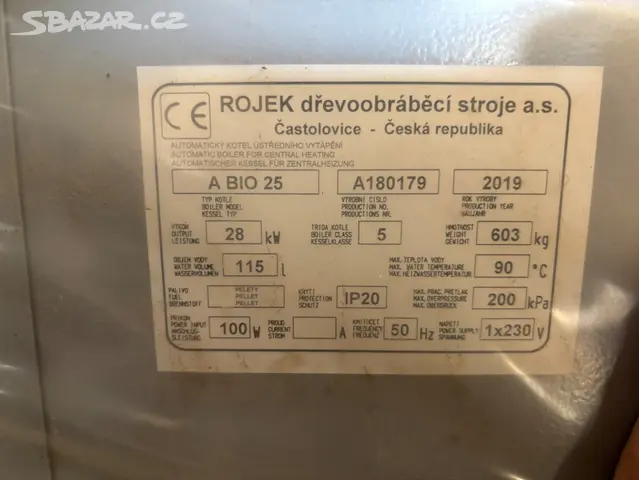 SBAZAR.CZ
CE ROJEK dřevoobráběcí stroje a.s.
Častolovice - Česká republika
AUTOMATICKÝ KOTEL ÚSTŘEDNÍHO VYTÁPĚNÍ
AUTOMATIC BOILER FOR CENTRAL HEATING
AUTOMATISCHER KESSEL FÜR ZENTRALHEIZUNG
A BIO 25 A180179 2019
TYP KOTLE
BOILER MODEL
KESSEL TYP
VÝROBNÍ ČÍSLO
PRODUCTION NO.
PRODUCTIONS NR.
ROK VÝROBY
PRODUCTION YEAR
BAUJAHR
VÝKON
OUTPUT
LEISTUNG
28 kW
TŘÍDA KOTLE
BOILER CLASS
KESSELKLASSE
5
HMOTNOST
WEIGHT
GEWICHT
603 kg
OBJEM VODY
WATER VOLUME
WASSERVOLUMEN
115 l
MAX. TEPLOTA VODY
MAX. WATER TEMPERATURE
MAX. HEIZWASSERTEMPERATUR
90 °C
PALIVO
FUEL
BRENNSTOFF
PELETY
PELLET
PELLET
KRYTÍ
PROTECTION
SCHUTZ
IP20
MAX. PRAC. PŘETLAK
MAX. OVERPRESSURE
MAX. ÜBERDRUCK
200 kPa
PŘÍKON
POWER INPUT
ANSCHLUG-
SLEISTUNG
100 W
PROUD
CURRENT
STROM
A
KMITOČET
FREQUENCY
FREQUENZ
50 Hz
NAPĚTÍ
POWER SUPPLY
SPANNUNG
1x230 V